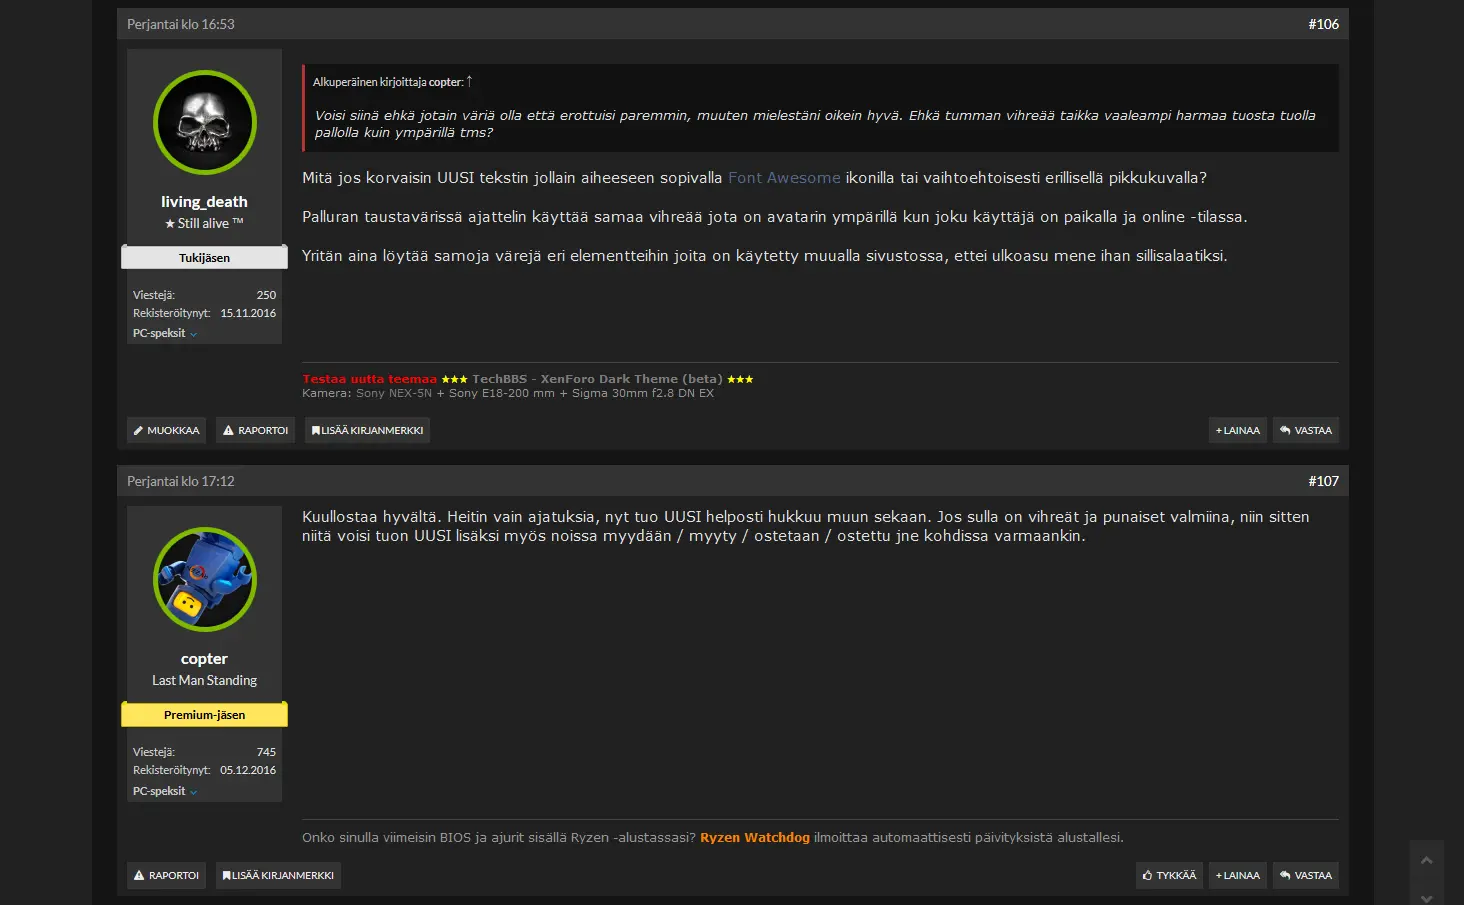 Perjantai klo 16:53 #106
living_death
★ Still alive ™
Tukijäsen
Viestejä: 250
Rekisteröitynyt: 15.11.2016
PC-speksit
Alkuperäinen kirjoittaja copter: ↑
Voisi siinä ehkä jotain väriä olla että erottuisi paremmin, muuten mielestäni oikein hyvä. Ehkä tumman vihreää taikka vaaleampi harmaa tuosta tuolla
pallolla kuin ympärillä tms?
Mitä jos korvaisin UUSI tekstin jollain aiheeseen sopivalla Font Awesome ikonilla tai vaihtoehtoisesti erillisellä pikkukuvalla?
Palluran taustavärissä ajattelin käyttää samaa vihreää jota on avatarin ympärillä kun joku käyttäjä on paikalla ja online -tilassa.
Yritän aina löytää samoja värejä eri elementteihin joita on käytetty muualla sivustossa, ettei ulkoasu mene ihan sillisalaatiksi.
Testaa uutta teemaa ★★★ TechBBS - XenForo Dark Theme (beta) ★★★
Kamera: Sony NEX-5N + Sony E18-200 mm + Sigma 30mm f2.8 DN EX
MUOKKAA RAPORTOI LISÄÄ KIRJANMERKKI + LAINAA VASTAA
Perjantai klo 17:12 #107
copter
Last Man Standing
Premium-jäsen
Viestejä: 745
Rekisteröitynyt: 05.12.2016
PC-speksit
Kuullostaa hyvältä. Heitin vain ajatuksia, nyt tuo UUSI helposti hukkuu muun sekaan. Jos sulla on vihreät ja punaiset valmiina, niin sitten
niitä voisi tuon UUSI lisäksi myös noissa myydään / myyty / ostetaan / ostettu jne kohdissa varmaankin.
Onko sinulla viimeisin BIOS ja ajurit sisällä Ryzen -alustassasi? Ryzen Watchdog ilmoittaa automaattisesti päivityksistä alustallesi.
RAPORTOI LISÄÄ KIRJANMERKKI TYKKÄÄ + LAINAA VASTAA